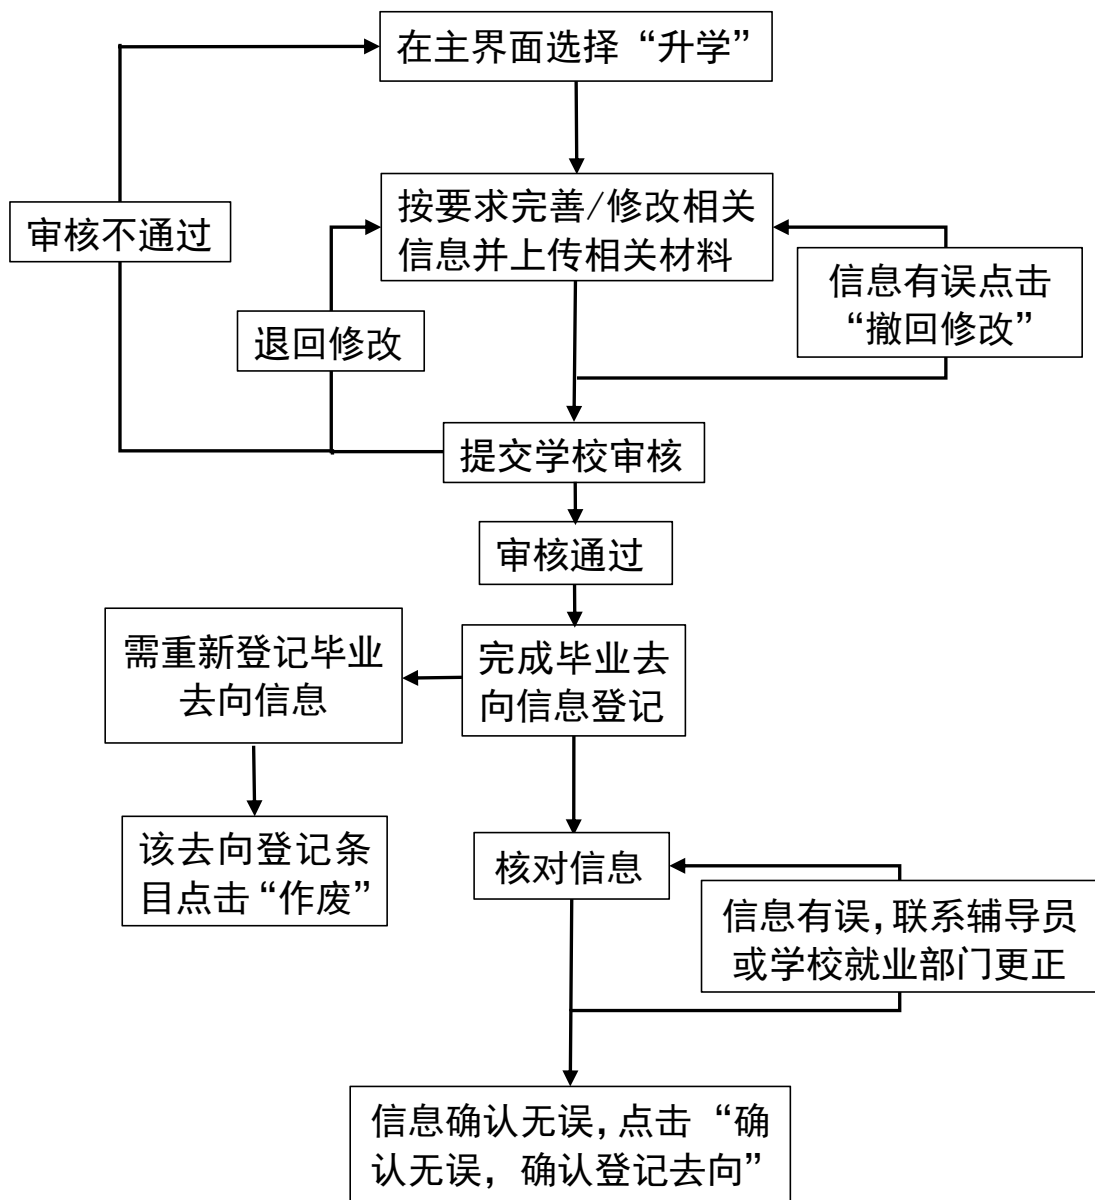 在主界面选择“升学”
按要求完善/修改相关
信息并上传相关材料
审核不通过
信息有误点击
“撤回修改”
退回修改
提交学校审核
审核通过
需重新登记毕业
去向信息
完成毕业去
向信息登记
该去向登记条
目点击“作废”
核对信息
信息有误,联系辅导员
或学校就业部门更正
信息确认无误,点击“确
认无误，确认登记去向”